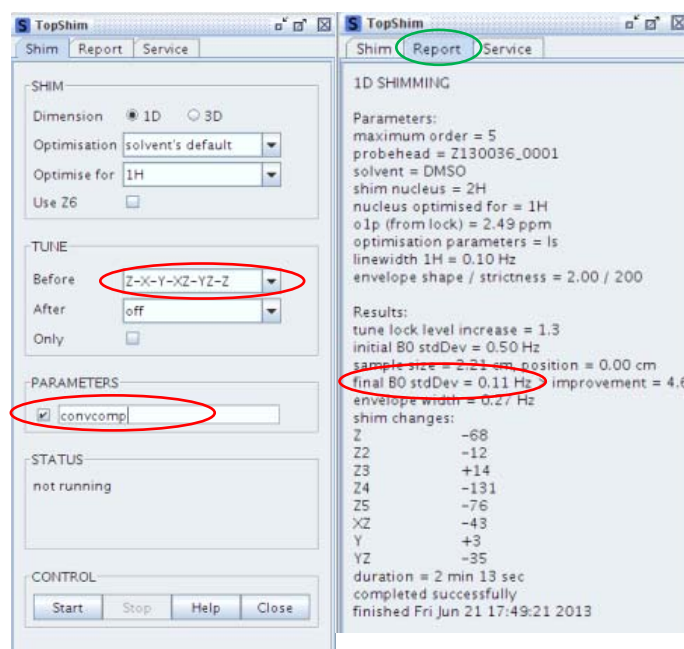 TopShim
Shim Report Service
SHIM
Dimension 1D 3D
Optimisation solvent's default
Optimise for 1H
Use Z6
TUNE
Before Z-X-Y-XZ-YZ-Z
After off
Only
PARAMETERS
convcomp
STATUS
not running
CONTROL
Start Stop Help Close
TopShim
Shim Report Service
1D SHIMMING
Parameters:
maximum order = 5
probehead = Z130036_0001
solvent = DMSO
shim nucleus = 2H
nucleus optimised for = 1H
o1p (from lock) = 2.49 ppm
optimisation parameters = ls
linewidth 1H = 0.10 Hz
envelope shape / strictness = 2.00 / 200
Results:
tune lock level increase = 1.3
initial B0 stdDev = 0.50 Hz
sample size = 2.21 cm, position = 0.00 cm
final B0 stdDev = 0.11 Hz improvement = 4.6
envelope width = 0.27 Hz
shim changes:
Z -68
Z2 -12
Z3 +14
Z4 -131
Z5 -76
XZ -43
Y +3
YZ -35
duration = 2 min 13 sec
completed successfully
finished Fri Jun 21 17:49:21 2013